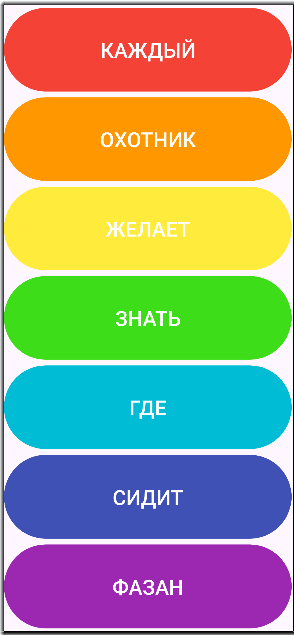 КАЖДЫЙ
ОХОТНИК
ЖЕЛАЕТ
ЗНАТЬ
ГДЕ
СИДИТ
ФАЗАН